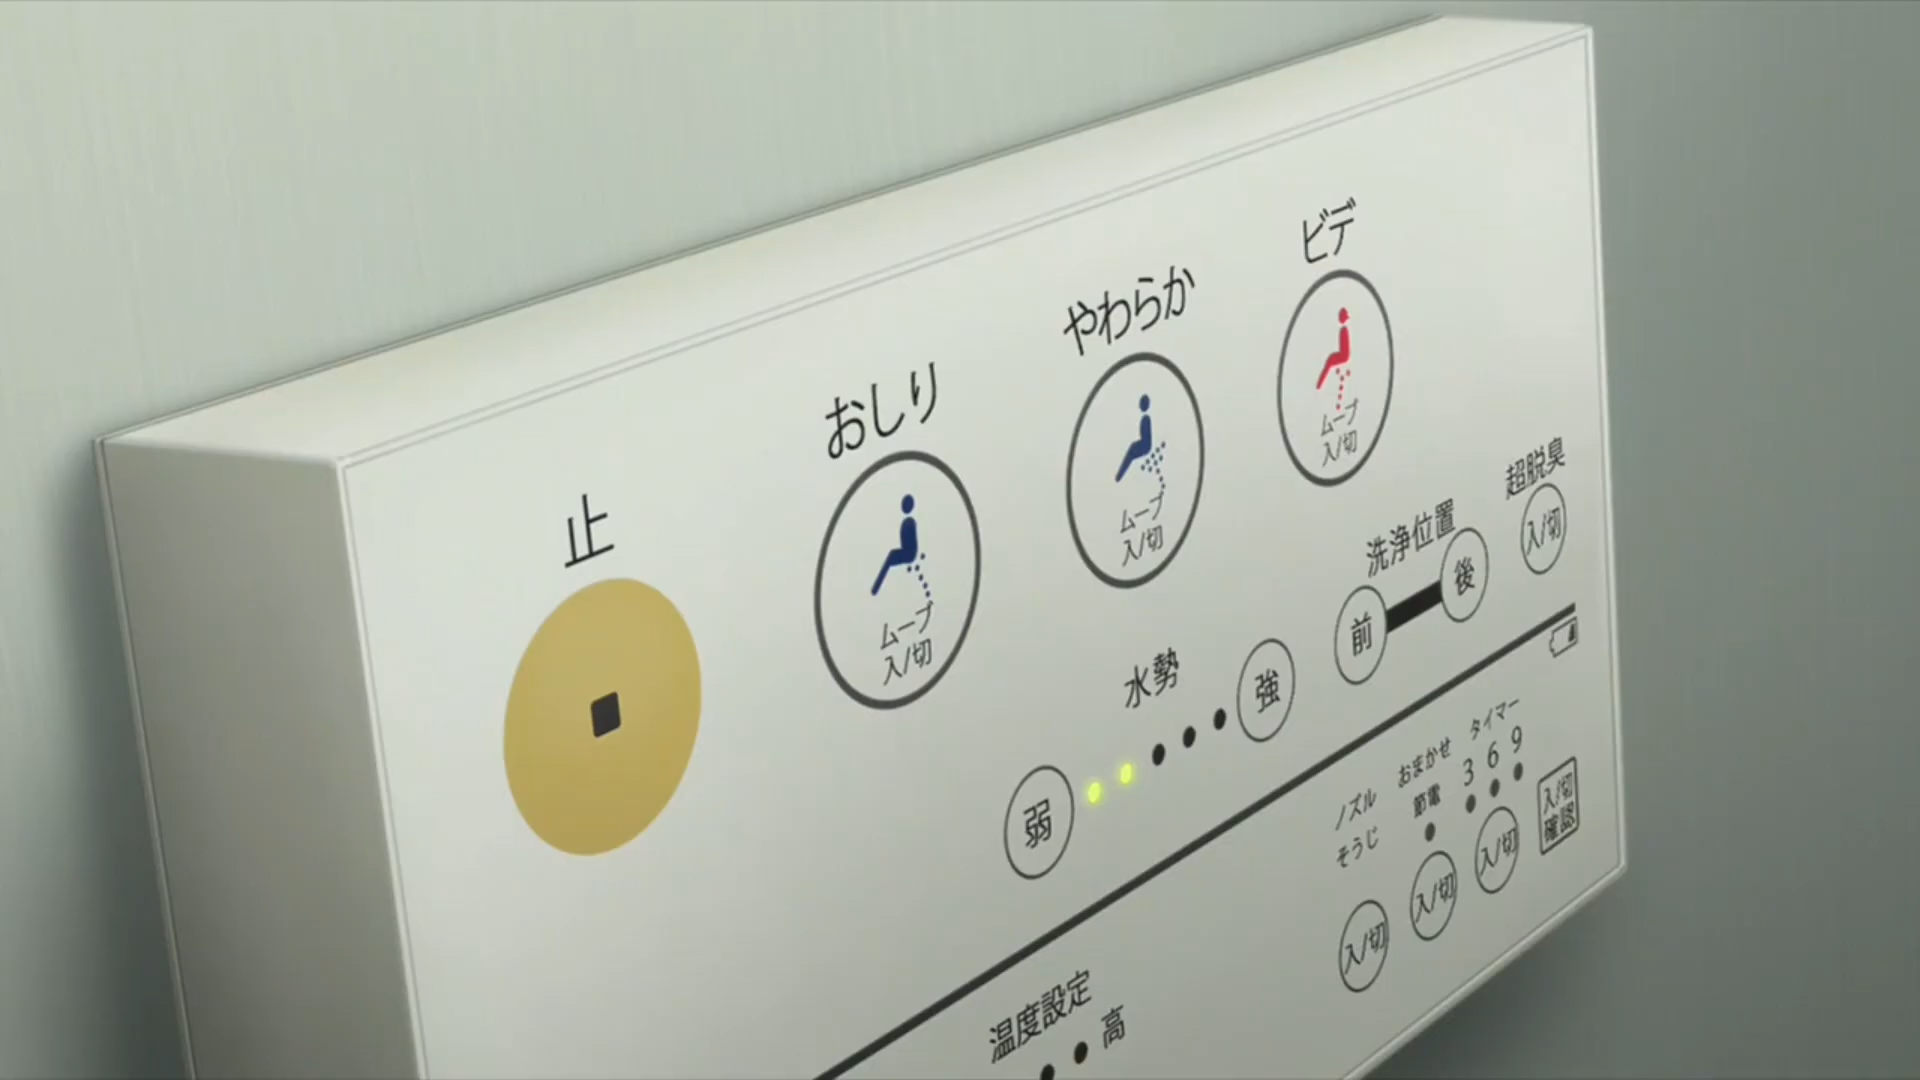 止
おしり
ムーブ
入/切
やわらか
ムーブ
入/切
ビデ
ムーブ
入/切
水勢
弱
強
洗浄位置
前
後
超脱臭
入/切
温度設定
高
ノズル
そうじ
入/切
おまかせ
節電
入/切
タイマー
3 6 9
入/切
入/切
確認